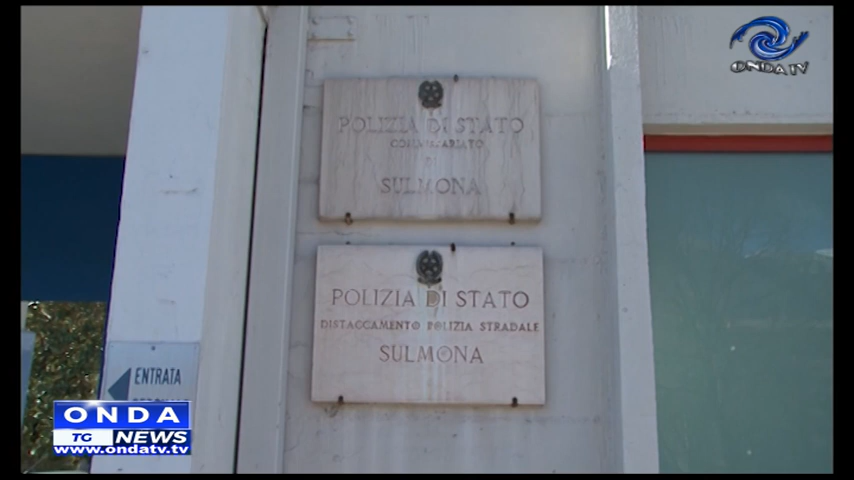 ONDA TV
POLIZIA DI STATO
COMMISSARIATO
SULMONA
POLIZIA DI STATO
DISTACCAMENTO POLIZIA STRADALE
SULMONA
ENTRATA
ONDA
TG NEWS
www.ondatv.tv